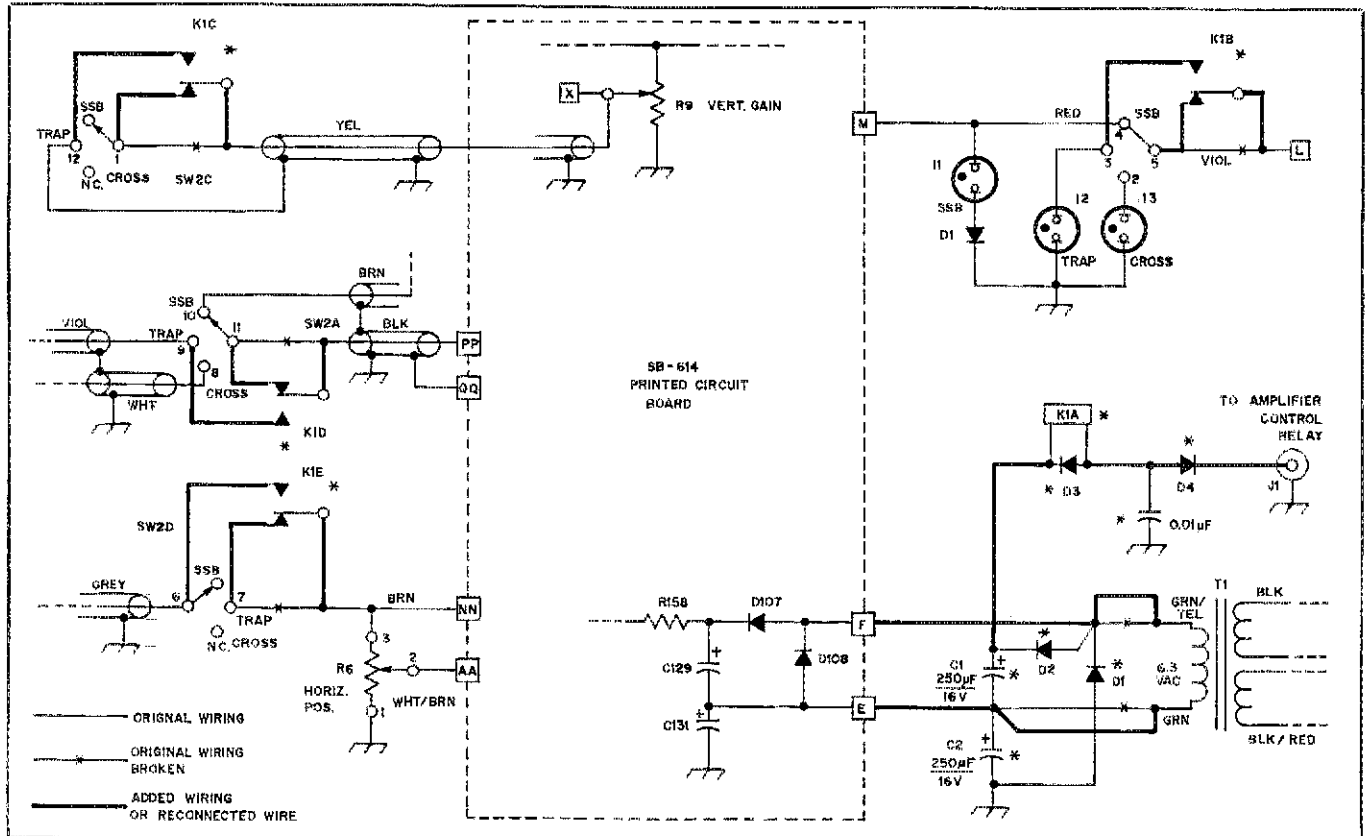 K1C
*
SSB
TRAP
12
1
N.C. CROSS
SW2C
YEL
X
R9 VERT. GAIN
M
RED
K1B
*
4
SSB
3
5
VIOL
L
2
I1
SSB
D1
I2
I3
TRAP
CROSS
BRN
SSB
10
VIOL
TRAP
9
11
SW2A
BLK
PP
QQ
8
CROSS
WHT
K1D
*
SB-614
PRINTED CIRCUIT
BOARD
K1A
*
TO AMPLIFIER
CONTROL
RELAY
*
* D3
D4
J1
*
0.01µF
K1E
*
SW2D
SSB
GREY
6
7
TRAP
N.C. CROSS
BRN
NN
3
R6
2
AA
HORIZ.
POS.
1
WHT/BRN
R158
D107
F
D108
C129
+
E
C131
+
C1
250µF
16V
+
*
*
D2
*
D1
GRN/
YEL
6.3
VAC
GRN
T1
BLK
BLK/RED
C2
250µF
16V
+
*
ORIGNAL WIRING
ORIGINAL WIRING
BROKEN
ADDED WIRING
OR RECONNECTED WIRE